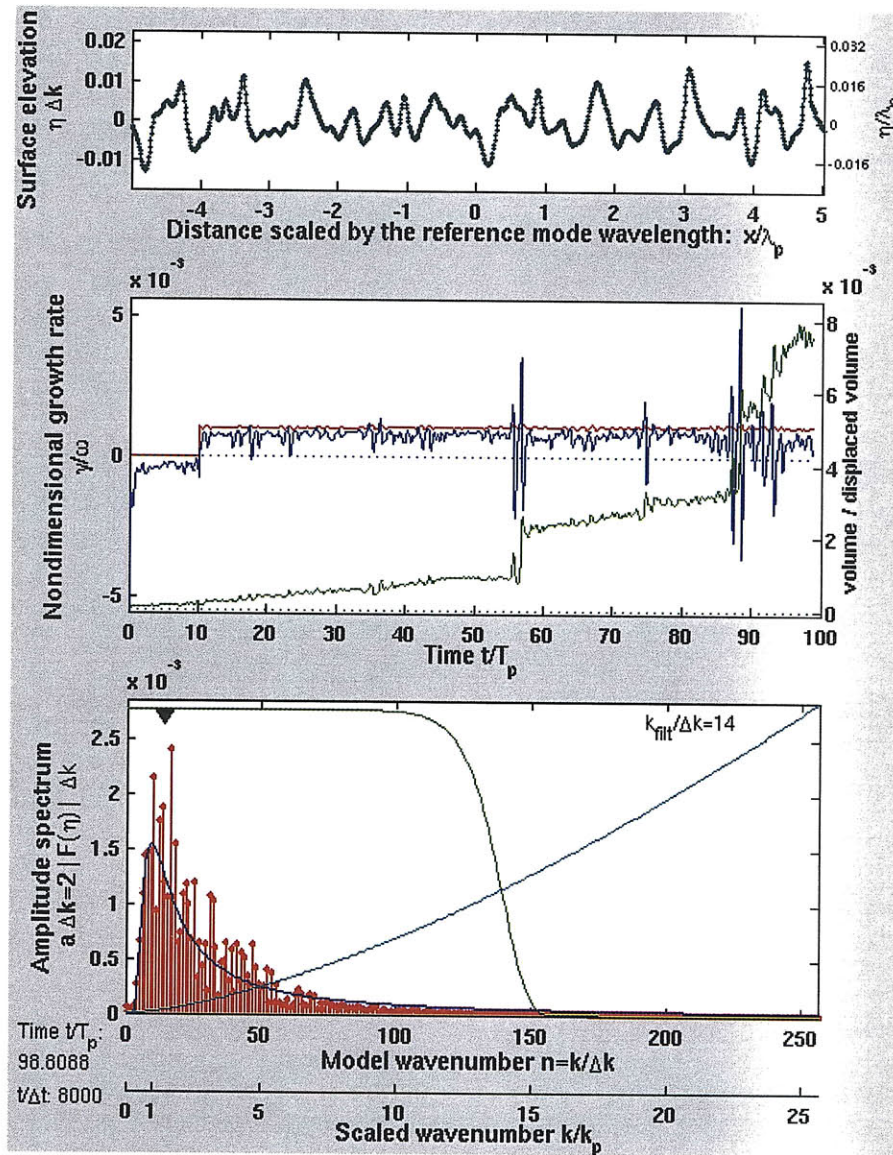 Surface elevation
η Δk
0.02
0.01
0
-0.01
0.032
0.016
0
-0.016
η/λp
-4 -3 -2 -1 0 1 2 3 4 5
Distance scaled by the reference mode wavelength: x/λp
x 10^-3
x 10^-3
Nondimensional growth rate
γ/ω
5
0
-5
8
6
4
2
0
volume / displaced volume
0 10 20 30 40 50 60 70 80 90 100
Time t/Tp
x 10^-3
Amplitude spectrum
a Δk=2 | F(η) | Δk
2.5
2
1.5
1
0.5
0
kfilt/Δk=14
0 50 100 150 200 250
Model wavenumber n=k/Δk
Time t/Tp:
98.8088
t/Δt: 8000
0 1 5 10 15 20 25
Scaled wavenumber k/kp